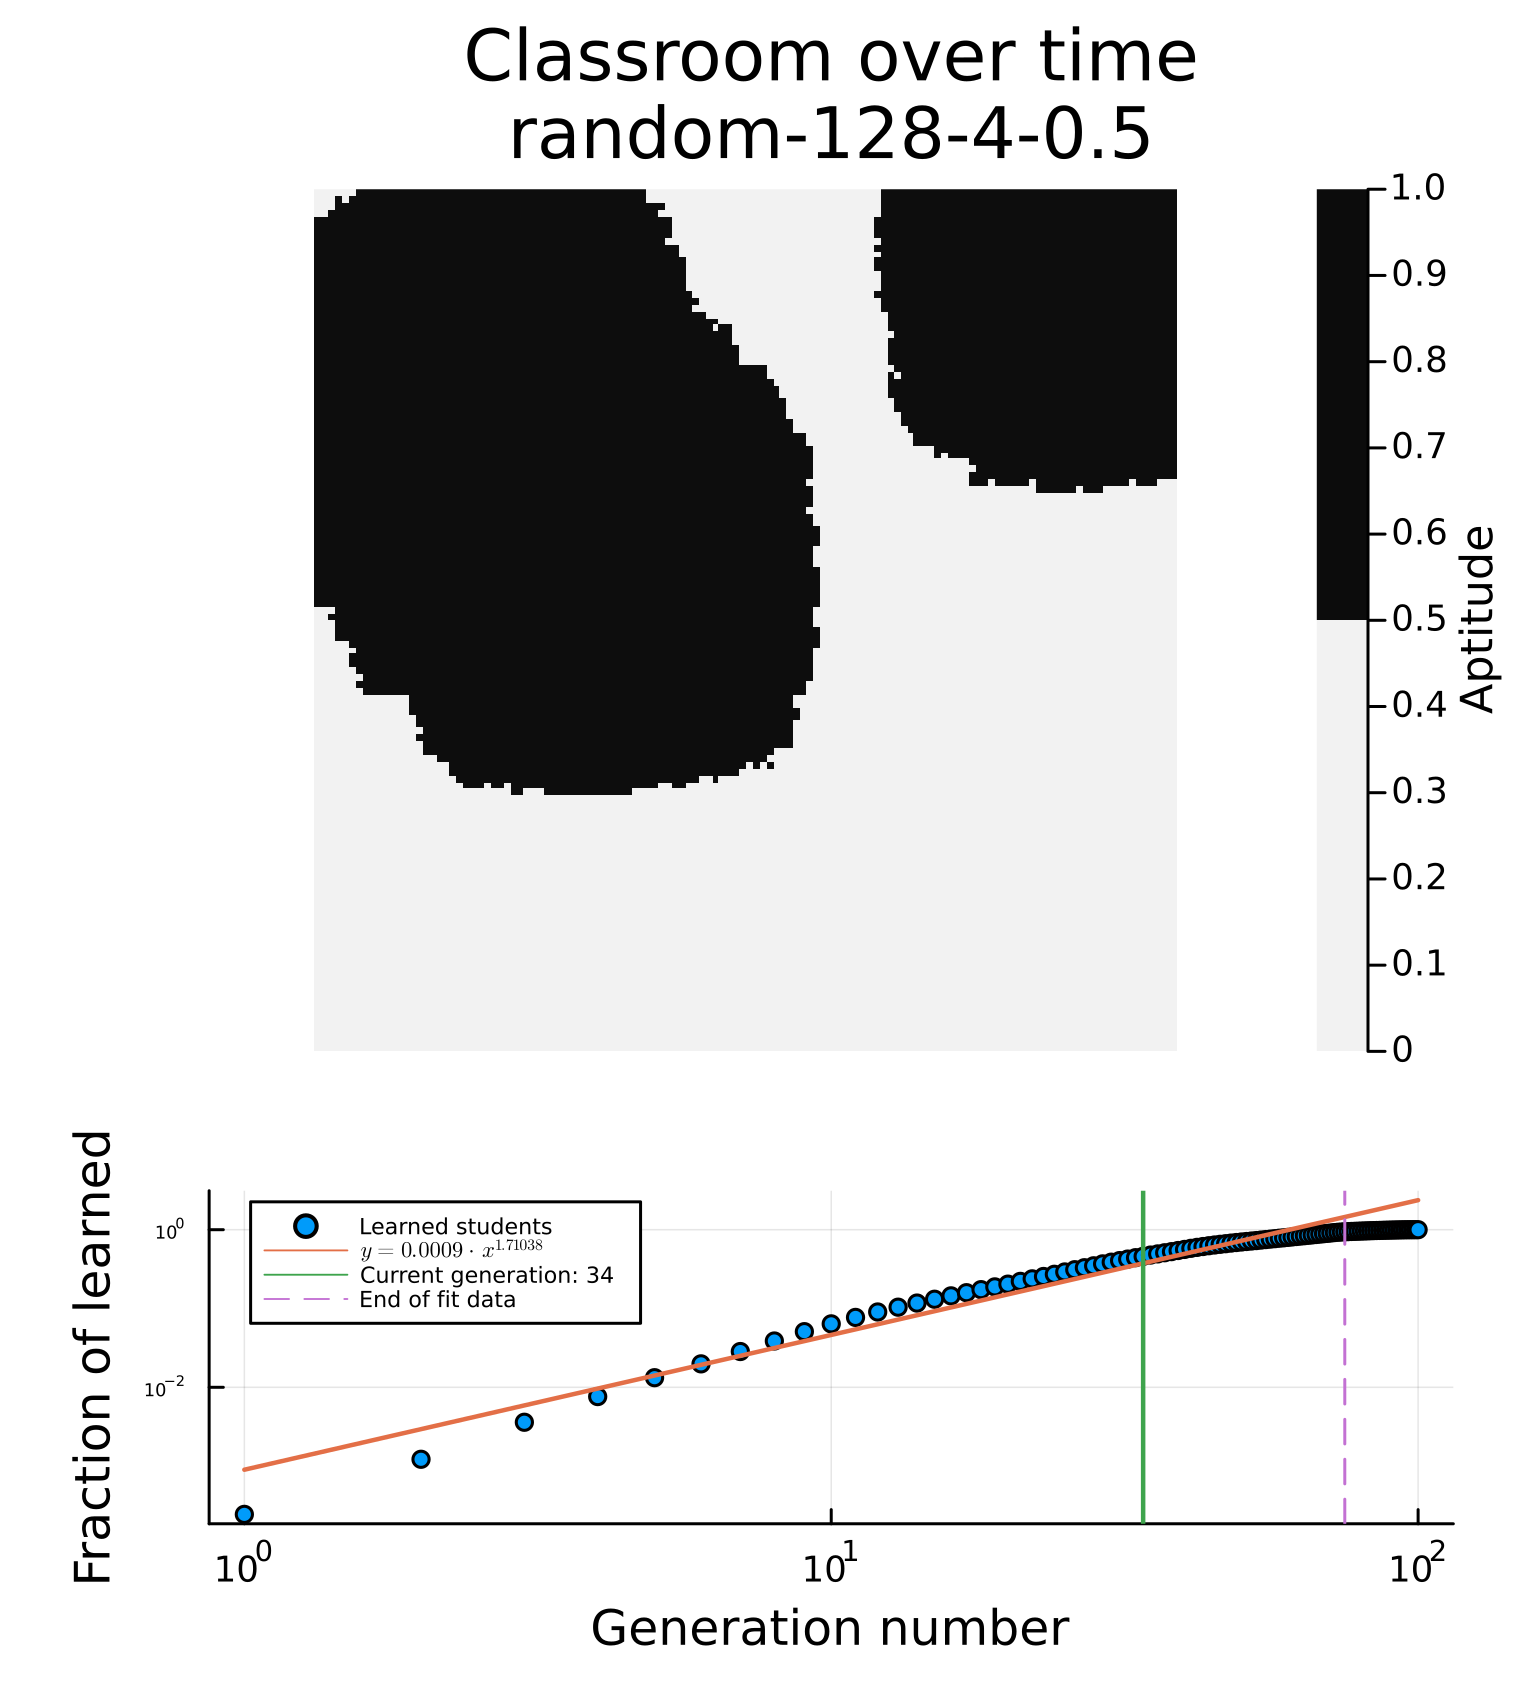 Classroom over time
random-128-4-0.5
1.0
0.9
0.8
0.7
0.6
0.5
0.4
0.3
0.2
0.1
0
Aptitude
Fraction of learned
10^0
10^-2
Learned students
y = 0.0009 · x^1.71038
Current generation: 34
End of fit data
10^0
10^1
10^2
Generation number